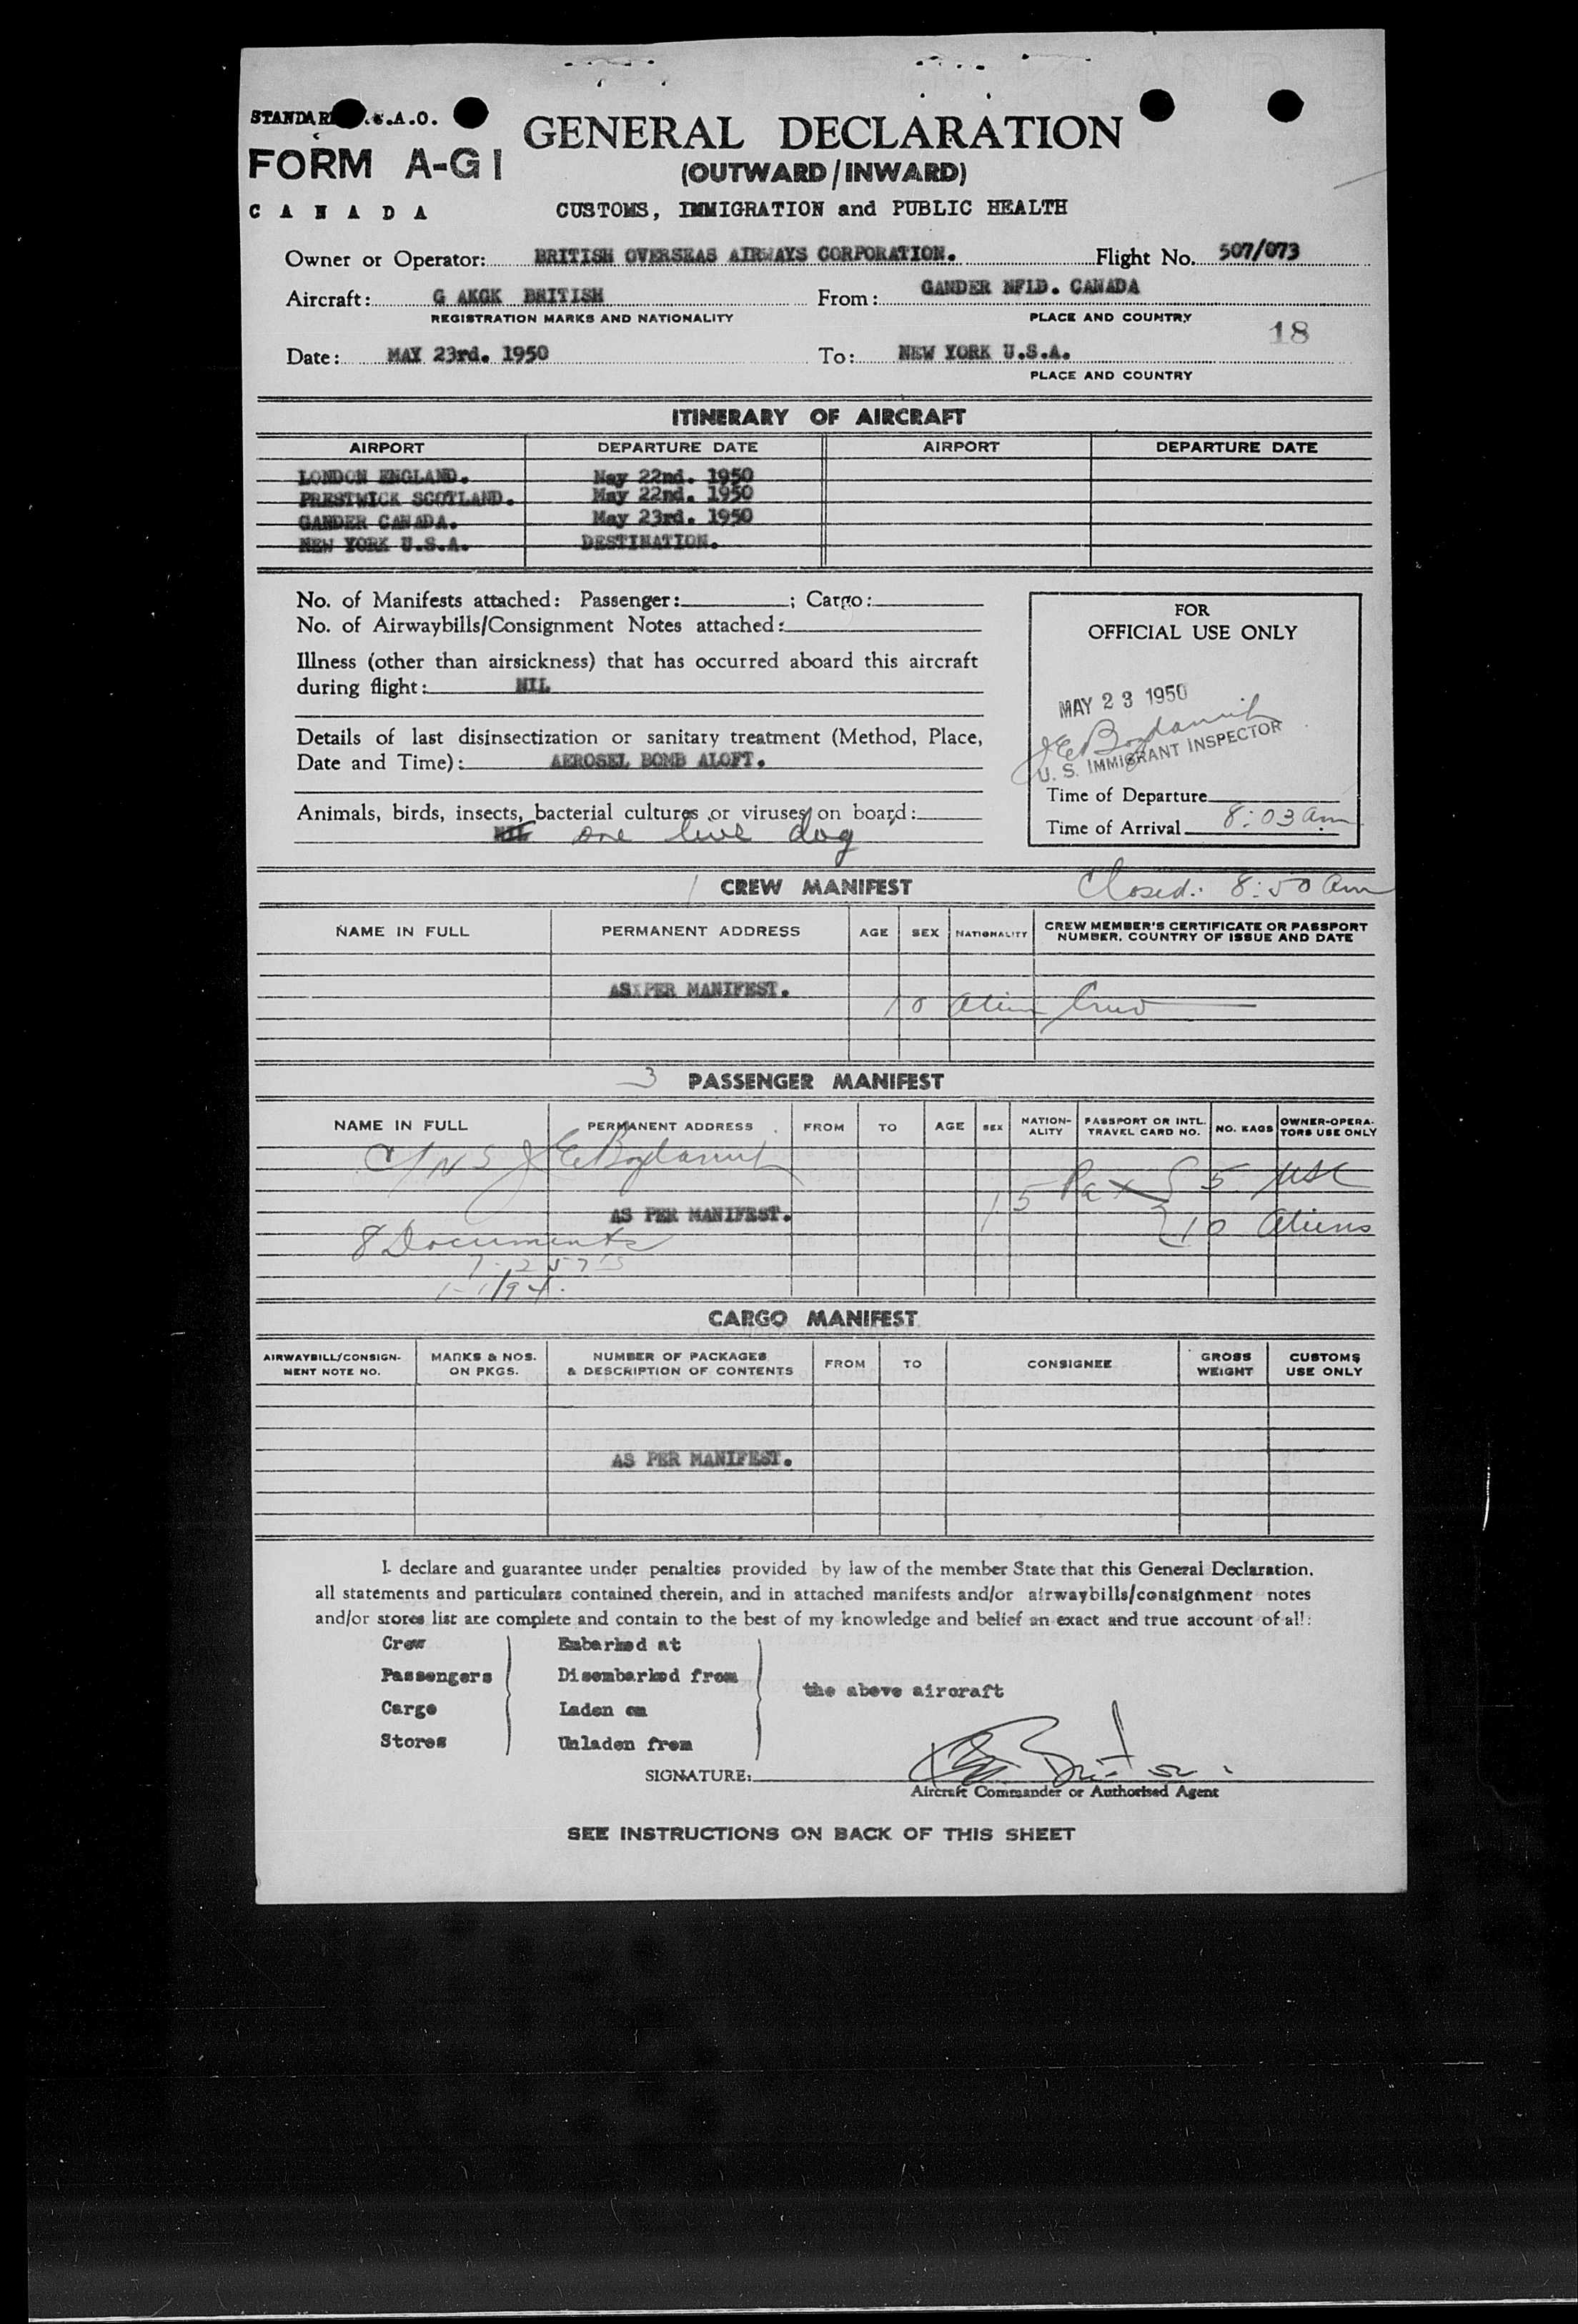 STANDARD I.C.A.O.
FORM A-G1
CANADA
GENERAL DECLARATION
(OUTWARD/INWARD)
CUSTOMS, IMMIGRATION and PUBLIC HEALTH
Owner or Operator: BRITISH OVERSEAS AIRWAYS CORPORATION. Flight No. 507/073
Aircraft: G AKGK BRITISH From: GANDER NFLD. CANADA
REGISTRATION MARKS AND NATIONALITY PLACE AND COUNTRY
18
Date: MAY 23rd. 1950 To: NEW YORK U.S.A.
PLACE AND COUNTRY
ITINERARY OF AIRCRAFT
AIRPORT DEPARTURE DATE AIRPORT DEPARTURE DATE
LONDON ENGLAND. May 22nd. 1950
PRESTWICK SCOTLAND. May 22nd. 1950
GANDER CANADA. May 23rd. 1950
NEW YORK U.S.A. DESTINATION.
No. of Manifests attached: Passenger: ; Cargo:
No. of Airwaybills/Consignment Notes attached:
Illness (other than airsickness) that has occurred aboard this aircraft
during flight: NIL
Details of last disinsectization or sanitary treatment (Method, Place,
Date and Time): AEROSEL BOMB ALOFT.
Animals, birds, insects, bacterial cultures or viruses on board:
NIL one live dog
FOR
OFFICIAL USE ONLY
MAY 23 1950
U. S. IMMIGRANT INSPECTOR
Time of Departure
Time of Arrival 8:03 am
Closed: 8:50 am
1 CREW MANIFEST
NAME IN FULL PERMANENT ADDRESS AGE SEX NATIONALITY CREW MEMBER'S CERTIFICATE OR PASSPORT
NUMBER, COUNTRY OF ISSUE AND DATE
ASXPER MANIFEST.
10 alien Crew
3 PASSENGER MANIFEST
NAME IN FULL PERMANENT ADDRESS FROM TO AGE SEX NATION-ALITY PASSPORT OR INTL. TRAVEL CARD NO. NO. BAGS OWNER-OPERA-TORS USE ONLY
15 Pax { 5 USC
AS PER MANIFEST.
10 aliens
8 Documents
CARGO MANIFEST
AIRWAYBILL/CONSIGN-MENT NOTE NO. MARKS & NOS. ON PKGS. NUMBER OF PACKAGES & DESCRIPTION OF CONTENTS FROM TO CONSIGNEE GROSS WEIGHT CUSTOMS USE ONLY
AS PER MANIFEST.
I declare and guarantee under penalties provided by law of the member State that this General Declaration,
all statements and particulars contained therein, and in attached manifests and/or airwaybills/consignment notes
and/or stores list are complete and contain to the best of my knowledge and belief an exact and true account of all:
Crew Embarked at
Passengers Disembarked from
the above aircraft
Cargo Laden on
Stores Unladen from
SIGNATURE:
Aircraft Commander or Authorised Agent
SEE INSTRUCTIONS ON BACK OF THIS SHEET